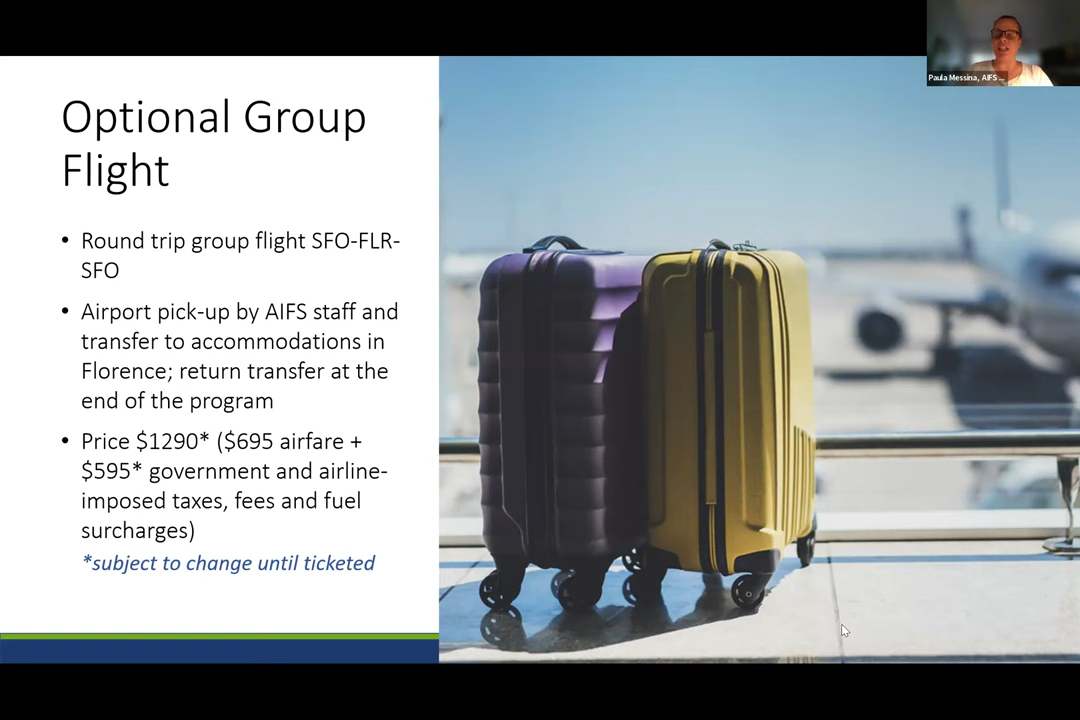 Paula Messina, AIFS ...
Optional Group
Flight
• Round trip group flight SFO-FLR-
SFO
• Airport pick-up by AIFS staff and
transfer to accommodations in
Florence; return transfer at the
end of the program
• Price $1290* ($695 airfare +
$595* government and airline-
imposed taxes, fees and fuel
surcharges)
*subject to change until ticketed